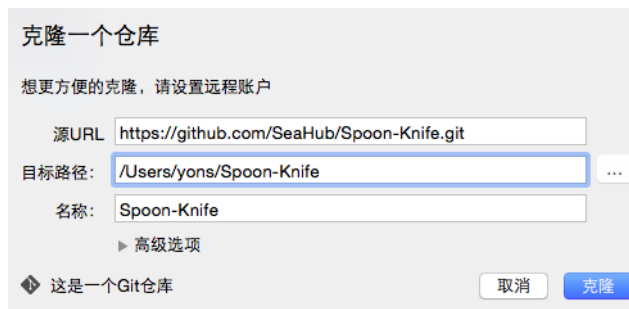 克隆一个仓库
想更方便的克隆，请设置远程账户
源URL https://github.com/SeaHub/Spoon-Knife.git
目标路径： /Users/yons/Spoon-Knife ...
名称： Spoon-Knife
高级选项
这是一个Git仓库 取消 克隆